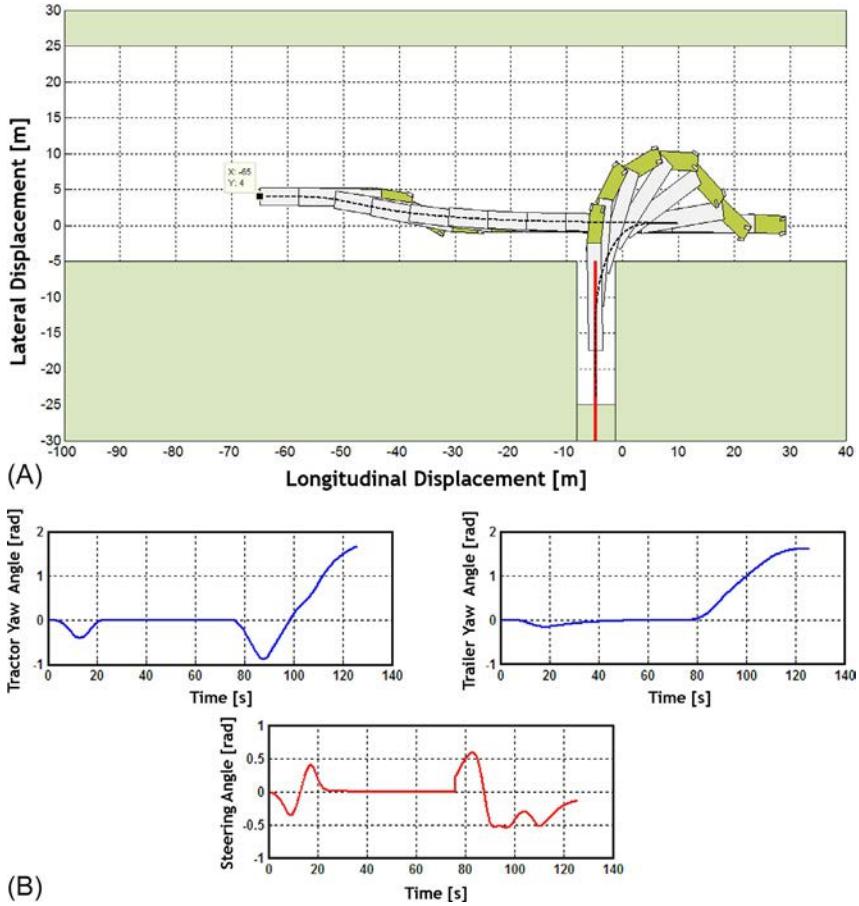 30
25
20
15
10
5
0
-5
-10
-15
-20
-25
-30
Lateral Displacement [m]
X: -65
Y: 4
-100 -90 -80 -70 -60 -50 -40 -30 -20 -10 0 10 20 30 40
Longitudinal Displacement [m]
(A)
Tractor Yaw Angle [rad]
2
1
0
-1
0 20 40 60 80 100 120 140
Time [s]
Trailer Yaw Angle [rad]
2
1
0
-1
0 20 40 60 80 100 120 140
Time [s]
Steering Angle [rad]
1
0.5
0
-0.5
-1
0 20 40 60 80 100 120 140
Time [s]
(B)